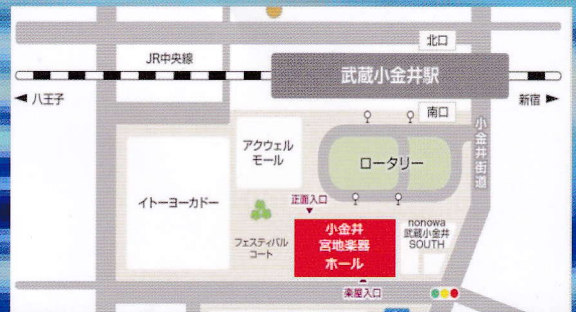 北口
JR中央線
武蔵小金井駅
◀ 八王子
新宿 ▶
南口
小金井街道
アクウェル
モール
ロータリー
イトーヨーカドー
正面入口
小金井
宮地楽器
ホール
nonowa
武蔵小金井
SOUTH
フェスティバル
コート
楽屋入口